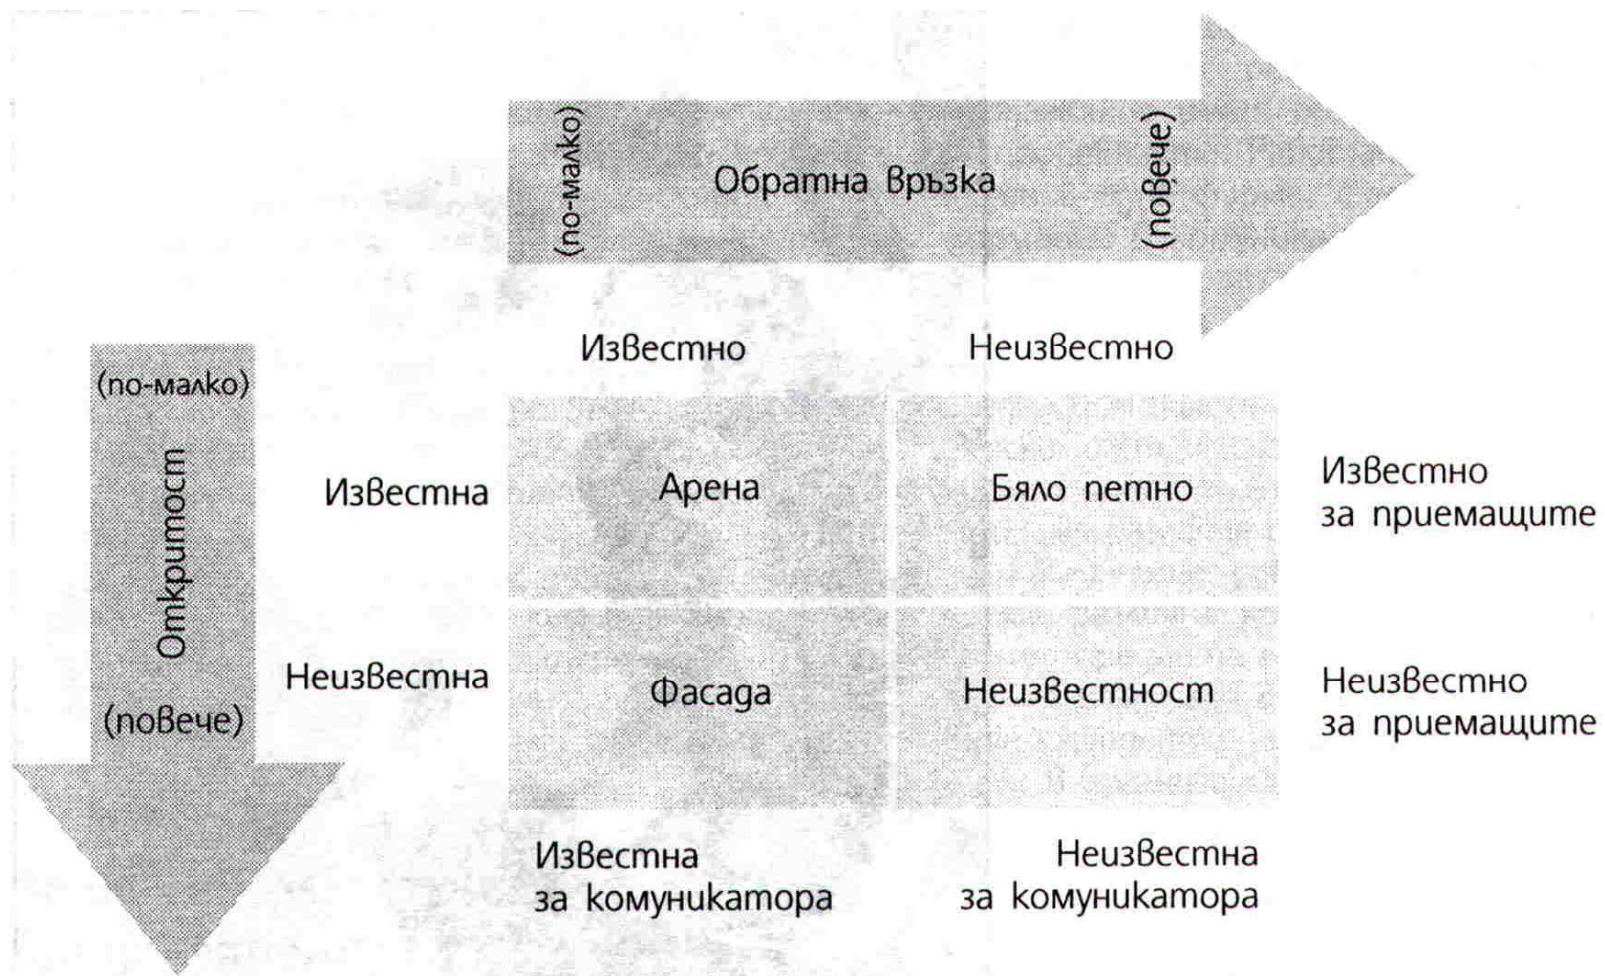 (по-малко)
Обратна връзка
(повече)
Известно
Неизвестно
(по-малко)
Откритост
(повече)
Известна
Арена
Бяло петно
Известно
за приемащите
Неизвестна
Фасада
Неизвестност
Неизвестно
за приемащите
Известна
за комуникатора
Неизвестна
за комуникатора